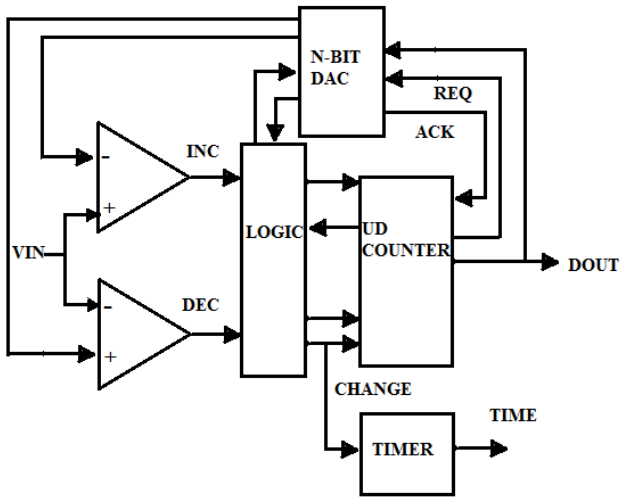 N-BIT
DAC
REQ
ACK
INC
-
+
LOGIC
UD
COUNTER
VIN
DOUT
DEC
-
+
CHANGE
TIME
TIMER